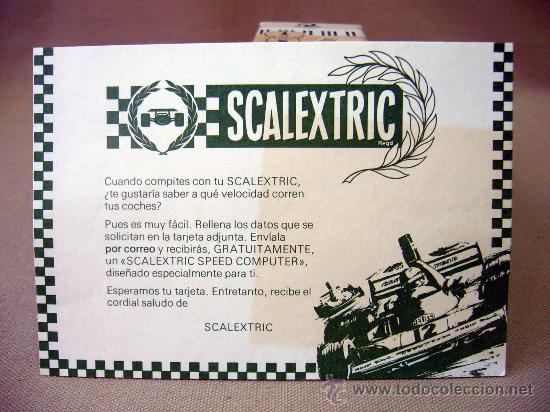 SCALEXTRIC
Regd
Cuando compites con tu SCALEXTRIC,
¿te gustaría saber a qué velocidad corren
tus coches?
Pues es muy fácil. Rellena los datos que se
solicitan en la tarjeta adjunta. Envíala
por correo y recibirás, GRATUITAMENTE,
un «SCALEXTRIC SPEED COMPUTER»,
diseñado especialmente para ti.
Esperamos tu tarjeta. Entretanto, recibe el
cordial saludo de
SCALEXTRIC
12
© www.todocoleccion.net